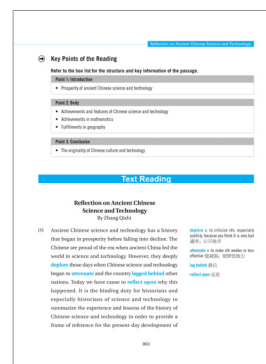 Reflection on Ancient Chinese Science and Technology
Key Points of the Reading
Refer to the box list for the structure and key information of the passage.
Point 1: Introduction
• Prosperity of ancient Chinese science and technology
Point 2: Body
• Achievements and features of Chinese science and technology
• Achievements in mathematics
• Fulfillments in geography
Point 3: Conclusion
• The originality of Chinese culture and technology
Text Reading
Reflection on Ancient Chinese
Science and Technology
By Zhang Qizhi
Ancient Chinese science and technology has a history
that began in prosperity before falling into decline. The
Chinese are proud of the era when ancient China led the
world in science and technology. However, they deeply
deplore those days when Chinese science and technology
began to attenuate and the country lagged behind other
nations. Today we have cause to reflect upon why this
happened. It is the binding duty for historians and
especially historians of science and technology to
summarize the experience and lessons of the history of
Chinese science and technology in order to provide a
frame of reference for the present-day development of
deplore v. to criticize sth. especially
publicly, because you think it is very bad
attenuate v. to make sth weaker or less
effective
lag behind 落后
reflect upon 反思